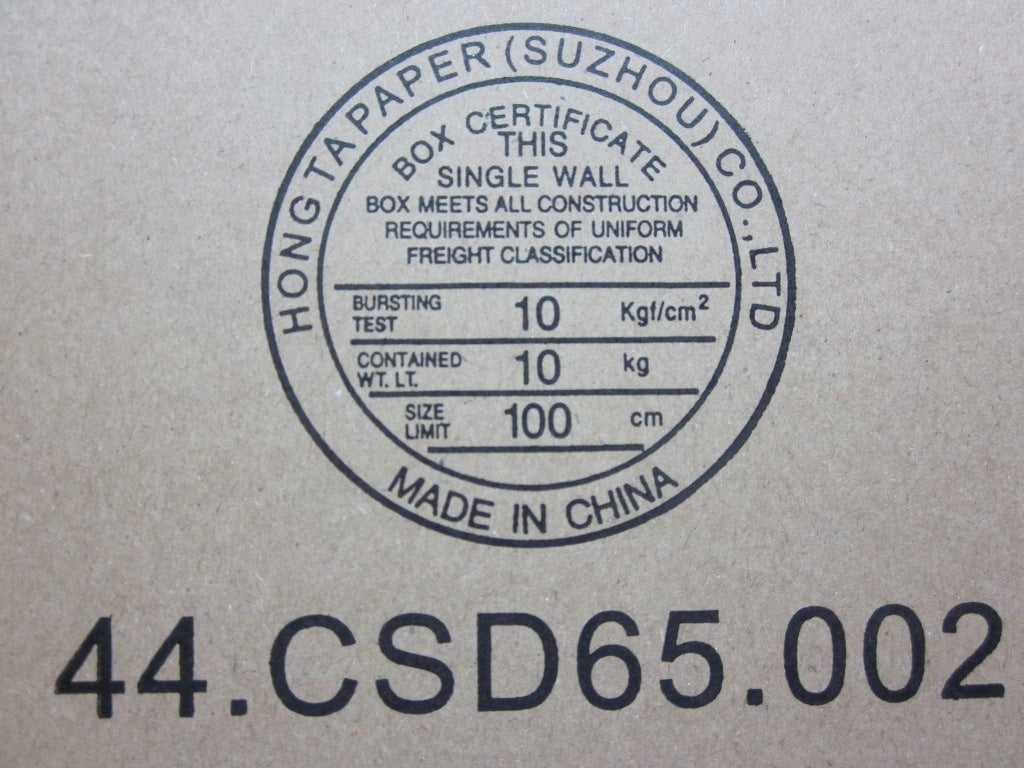 HONG TA PAPER (SUZHOU) CO., LTD
BOX CERTIFICATE
THIS
SINGLE WALL
BOX MEETS ALL CONSTRUCTION
REQUIREMENTS OF UNIFORM
FREIGHT CLASSIFICATION
BURSTING TEST 10 Kgf/cm²
CONTAINED WT. LT. 10 kg
SIZE LIMIT 100 cm
MADE IN CHINA
44.CSD65.002